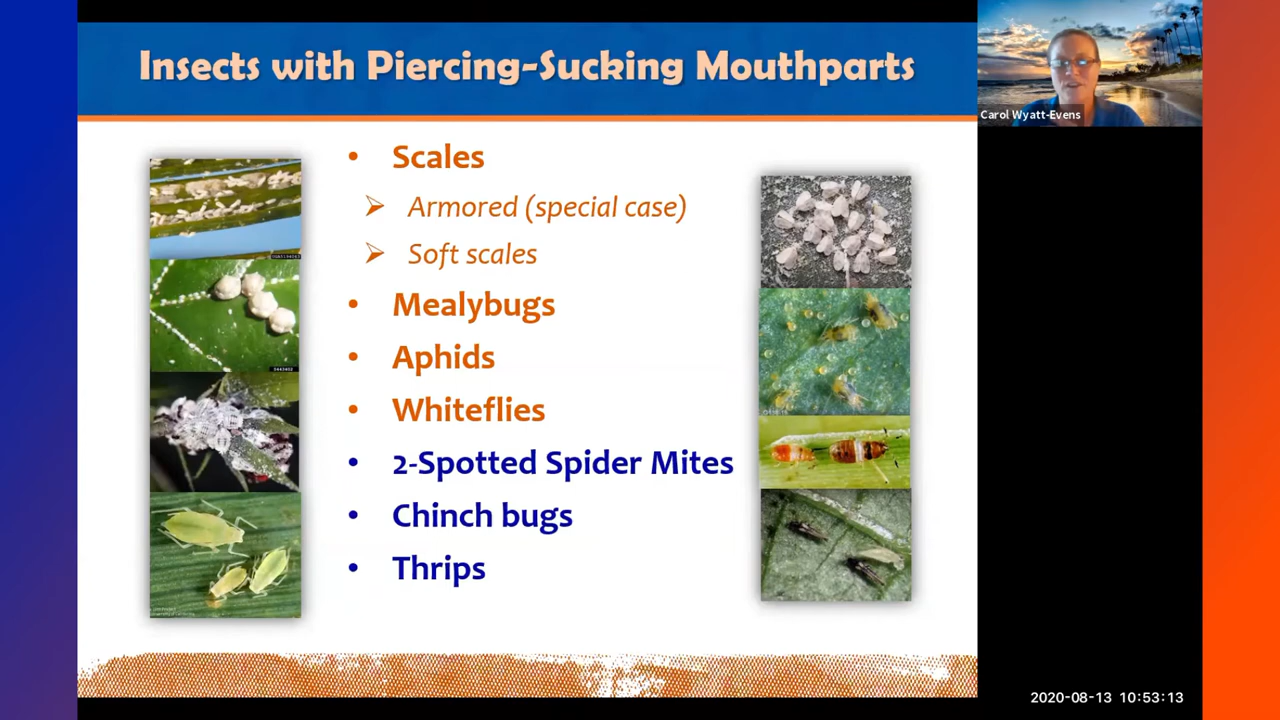 Insects with Piercing-Sucking Mouthparts
Carol Wyatt-Evens
• Scales
➢ Armored (special case)
➢ Soft scales
• Mealybugs
• Aphids
• Whiteflies
• 2-Spotted Spider Mites
• Chinch bugs
• Thrips
2020-08-13 10:53:13